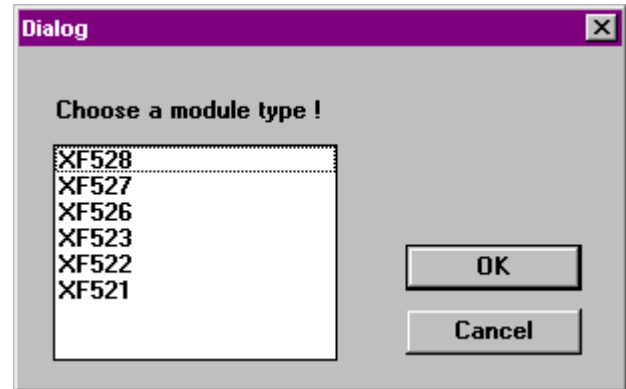 Dialog
Choose a module type !
XF528
XF527
XF526
XF523
XF522
XF521
OK
Cancel